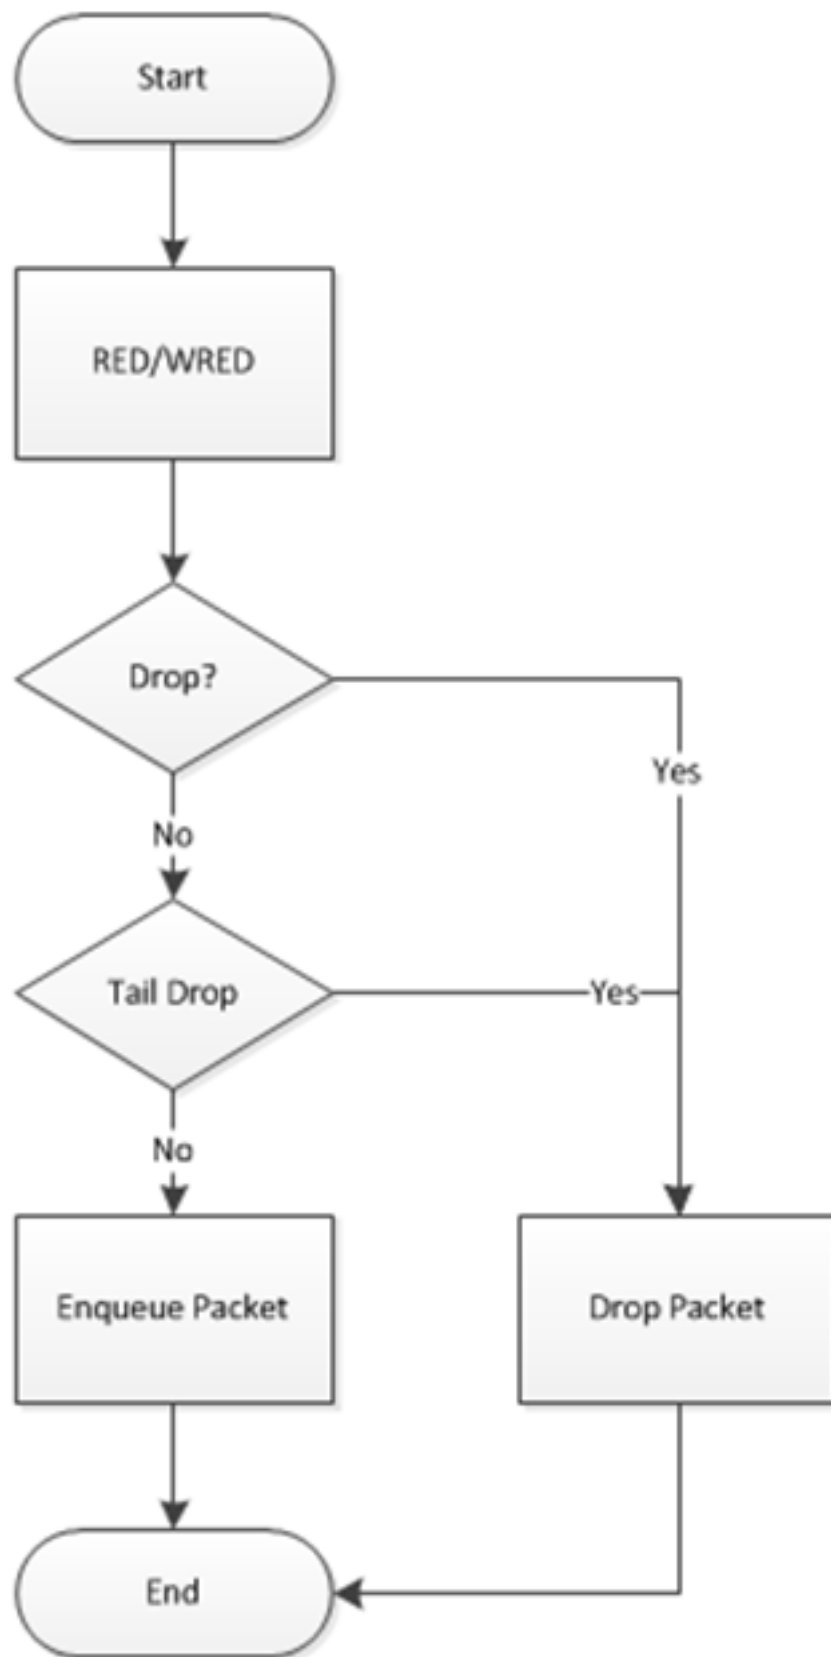 Start
RED/WRED
Drop?
Yes
No
Tail Drop
Yes
No
Enqueue Packet
Drop Packet
End